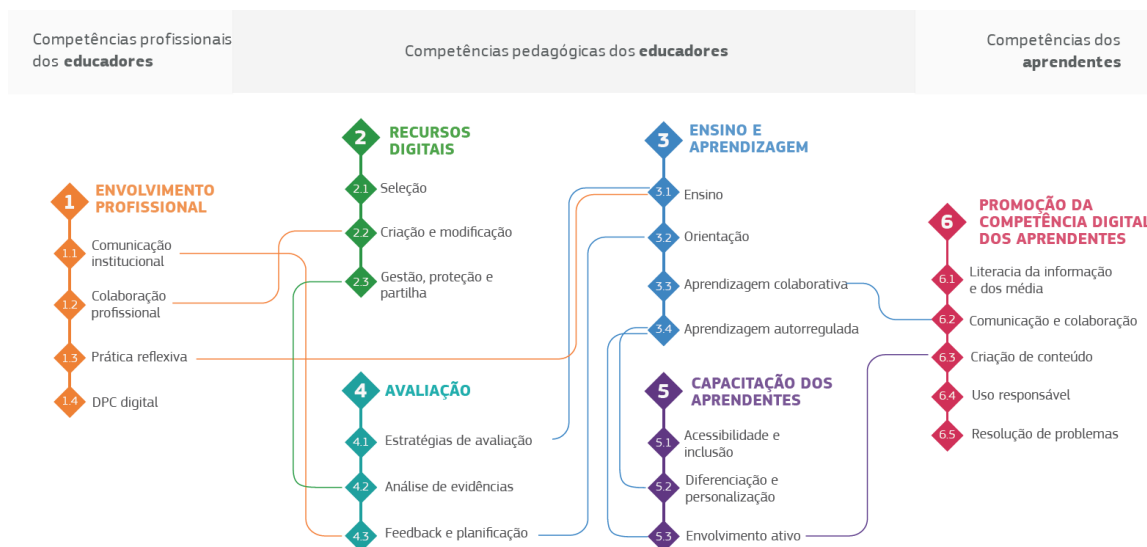 Competências profissionais
dos educadores
Competências pedagógicas dos educadores
Competências dos
aprendentes
1
ENVOLVIMENTO
PROFISSIONAL
1.1
Comunicação
institucional
1.2
Colaboração
profissional
1.3
Prática reflexiva
1.4
DPC digital
2
RECURSOS
DIGITAIS
2.1
Seleção
2.2
Criação e modificação
2.3
Gestão, proteção e
partilha
3
ENSINO E
APRENDIZAGEM
3.1
Ensino
3.2
Orientação
3.3
Aprendizagem colaborativa
3.4
Aprendizagem autorregulada
4
AVALIAÇÃO
4.1
Estratégias de avaliação
4.2
Análise de evidências
4.3
Feedback e planificação
5
CAPACITAÇÃO DOS
APRENDENTES
5.1
Acessibilidade e
inclusão
5.2
Diferenciação e
personalização
5.3
Envolvimento ativo
6
PROMOÇÃO DA
COMPETÊNCIA DIGITAL
DOS APRENDENTES
6.1
Literacia da informação
e dos média
6.2
Comunicação e colaboração
6.3
Criação de conteúdo
6.4
Uso responsável
6.5
Resolução de problemas